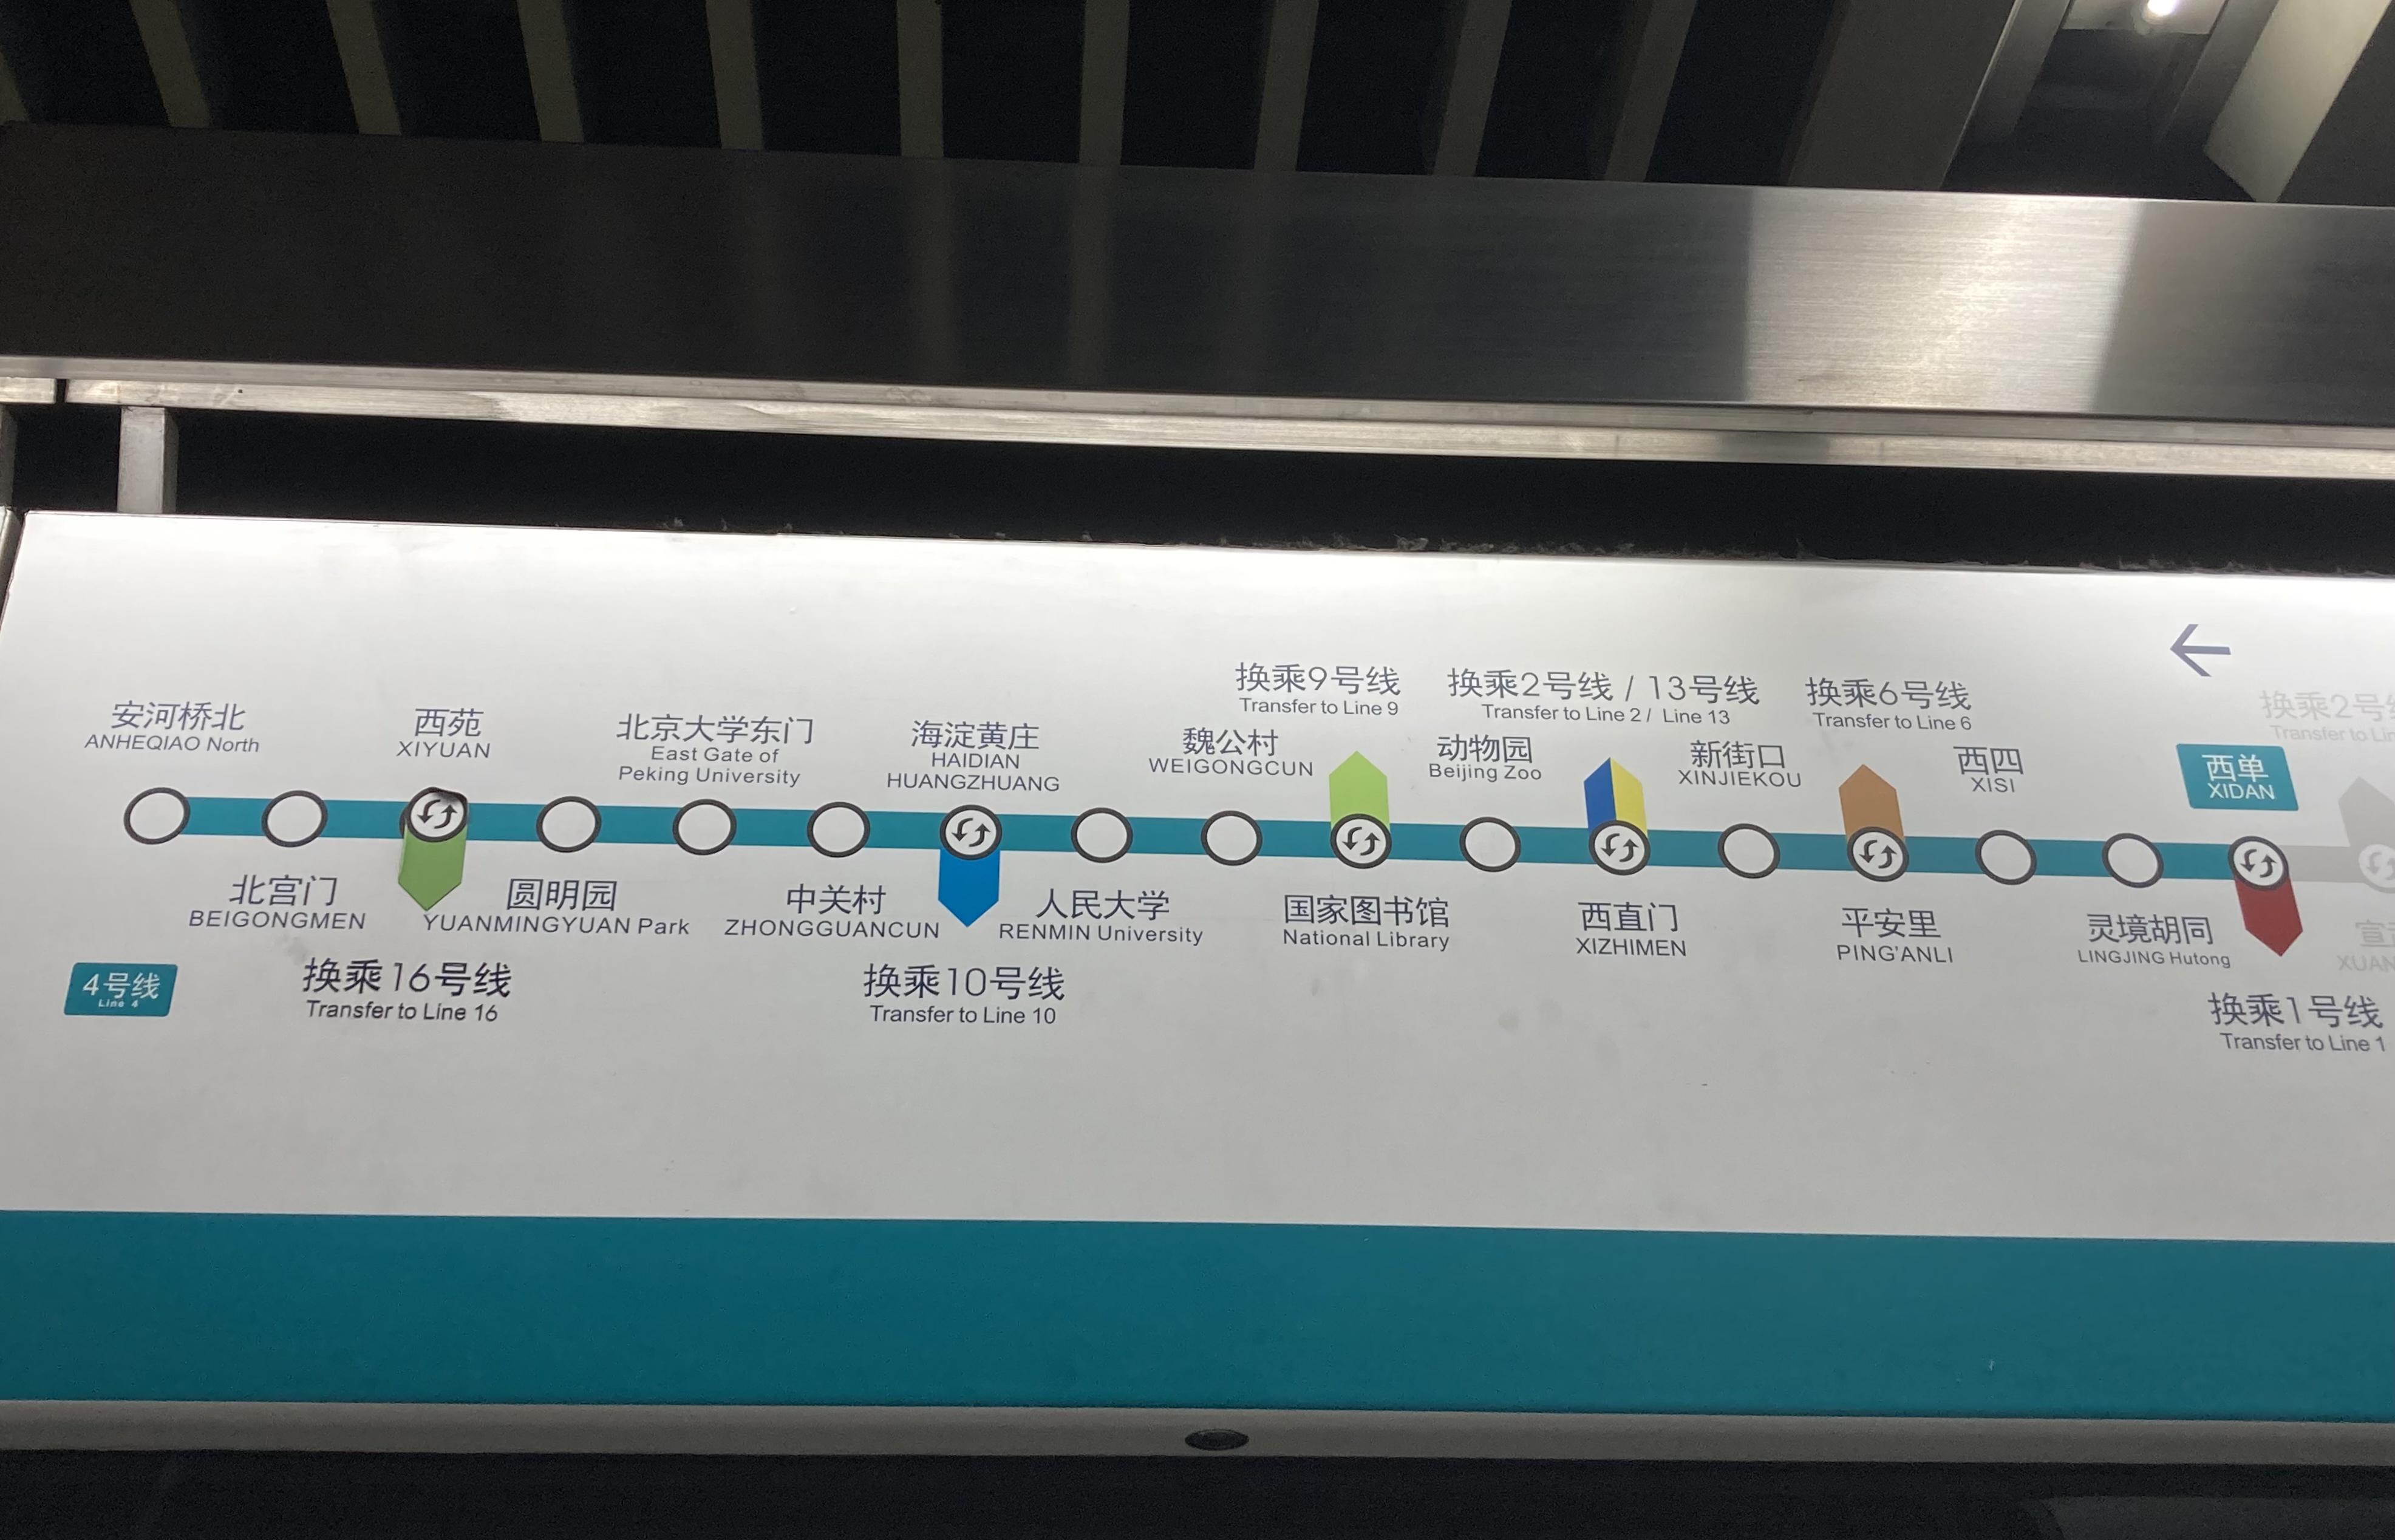 换乘9号线
Transfer to Line 9
换乘2号线 / 13号线
Transfer to Line 2 / Line 13
换乘6号线
Transfer to Line 6
换乘2号
Transfer to
安河桥北
ANHEQIAO North
西苑
XIYUAN
北京大学东门
East Gate of
Peking University
海淀黄庄
HAIDIAN
HUANGZHUANG
魏公村
WEIGONGCUN
动物园
Beijing Zoo
新街口
XINJIEKOU
西四
XISI
西单
XIDAN
北宫门
BEIGONGMEN
圆明园
YUANMINGYUAN Park
中关村
ZHONGGUANCUN
人民大学
RENMIN University
国家图书馆
National Library
西直门
XIZHIMEN
平安里
PING'ANLI
灵境胡同
LINGJING Hutong
4号线
Line 4
换乘16号线
Transfer to Line 16
换乘10号线
Transfer to Line 10
换乘1号线
Transfer to Line 1